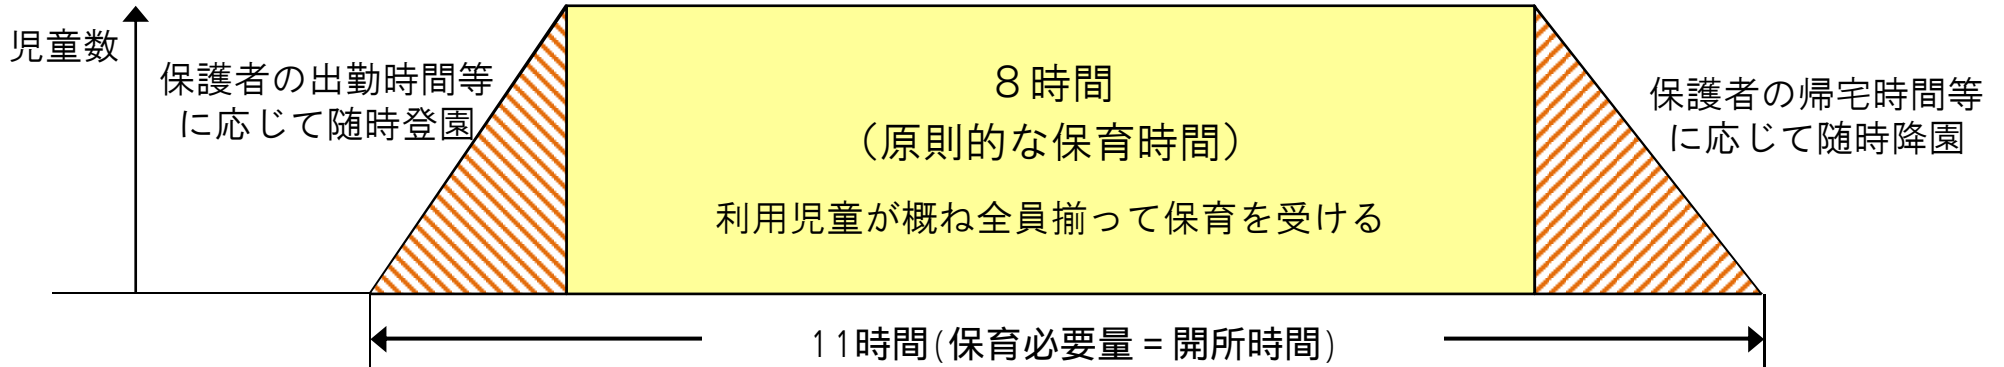 児童数
保護者の出勤時間等
に応じて随時登園
８時間
（原則的な保育時間）
利用児童が概ね全員揃って保育を受ける
保護者の帰宅時間等
に応じて随時降園
11時間(保育必要量＝開所時間)